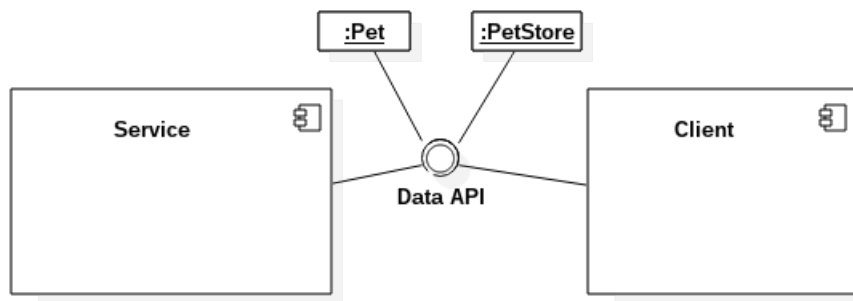 :Pet
:PetStore
Service
Client
Data API